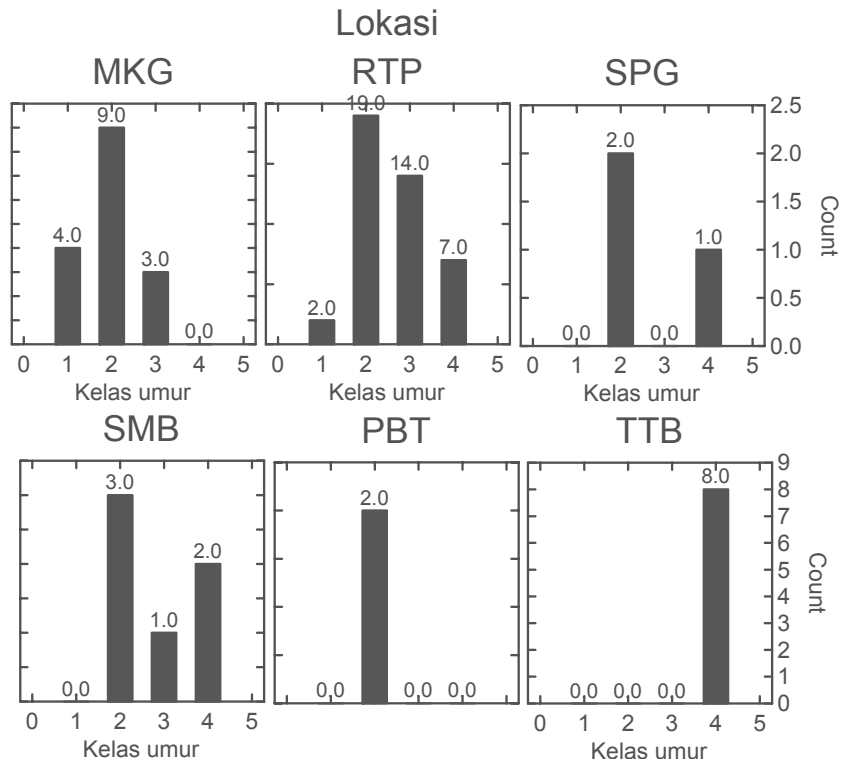 Lokasi
MKG RTP SPG
4.0 9.0 3.0 0.0
0 1 2 3 4 5
Kelas umur
2.0 19.0 14.0 7.0
0 1 2 3 4 5
Kelas umur
0.0 2.0 0.0 1.0
0 1 2 3 4 5
Kelas umur
2.5
2.0
1.5
1.0
0.5
0.0
Count
SMB PBT TTB
0.0 3.0 1.0 2.0
0 1 2 3 4 5
Kelas umur
0.0 2.0 0.0 0.0
0.0 0.0 0.0 8.0
0 1 2 3 4 5
Kelas umur
9
8
7
6
5
4
3
2
1
0
Count